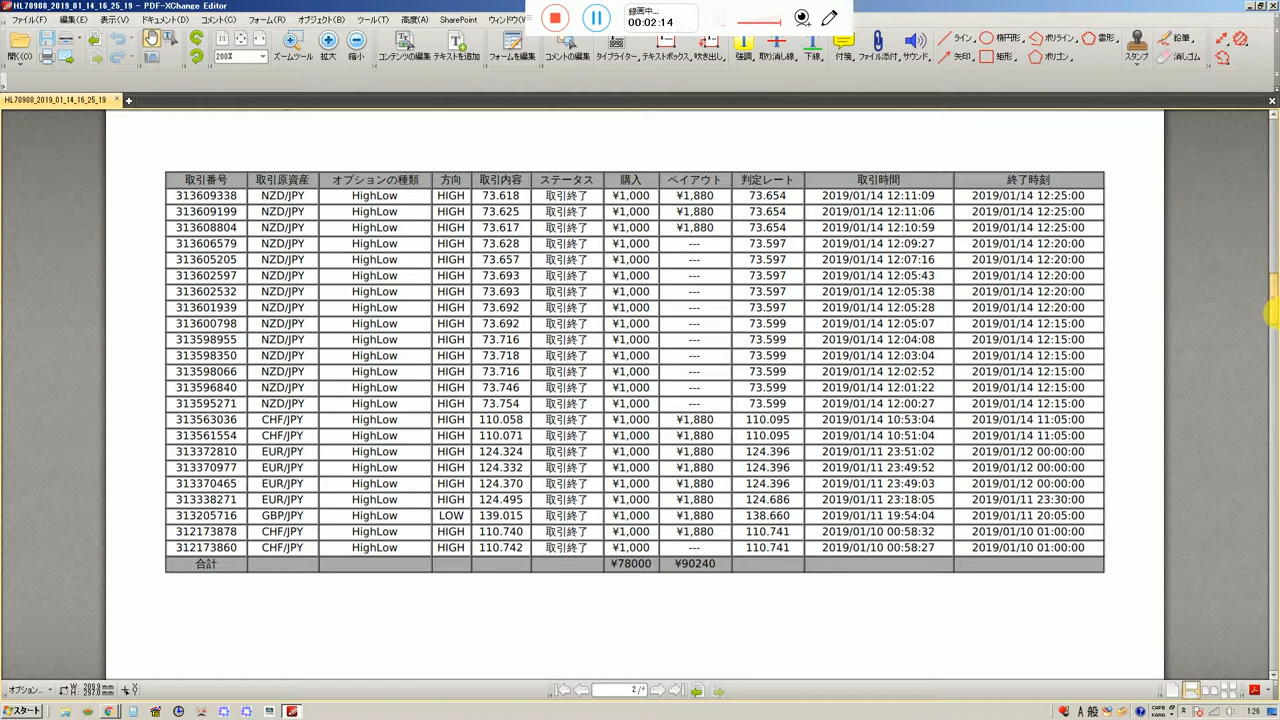 HL70908_2019_01_14_16_25_19 - PDF-XChange Editor
録画中...
00:02:14
ファイル(F) 編集(E) 表示(V) ドキュメント(D) コメント(C) フォーム(R) オブジェクト(B) ツール(T) 高度(A) SharePoint ウィンドウ(W)
開く(O) 200% ズームツール 拡大 縮小 コンテンツの編集 テキストを追加 フォームを編集 コメントの編集 タイプライター テキストボックス 吹き出し 強調 取り消し線 下線 付箋 ファイル添付 サウンド ライン 楕円形 ポリライン 雲形 矢印 矩形 ポリゴン スタンプ 鉛筆 消しゴム
HL70908_2019_01_14_16_25_19
取引番号 取引原資産 オプションの種類 方向 取引内容 ステータス 購入 ペイアウト 判定レート 取引時間 終了時刻
313609338 NZD/JPY HighLow HIGH 73.618 取引終了 ¥1,000 ¥1,880 73.654 2019/01/14 12:11:09 2019/01/14 12:25:00
313609199 NZD/JPY HighLow HIGH 73.625 取引終了 ¥1,000 ¥1,880 73.654 2019/01/14 12:11:06 2019/01/14 12:25:00
313608804 NZD/JPY HighLow HIGH 73.617 取引終了 ¥1,000 ¥1,880 73.654 2019/01/14 12:10:59 2019/01/14 12:25:00
313606579 NZD/JPY HighLow HIGH 73.628 取引終了 ¥1,000 --- 73.597 2019/01/14 12:09:27 2019/01/14 12:20:00
313605205 NZD/JPY HighLow HIGH 73.657 取引終了 ¥1,000 --- 73.597 2019/01/14 12:07:16 2019/01/14 12:20:00
313602597 NZD/JPY HighLow HIGH 73.693 取引終了 ¥1,000 --- 73.597 2019/01/14 12:05:43 2019/01/14 12:20:00
313602532 NZD/JPY HighLow HIGH 73.693 取引終了 ¥1,000 --- 73.597 2019/01/14 12:05:38 2019/01/14 12:20:00
313601939 NZD/JPY HighLow HIGH 73.692 取引終了 ¥1,000 --- 73.597 2019/01/14 12:05:28 2019/01/14 12:20:00
313600798 NZD/JPY HighLow HIGH 73.692 取引終了 ¥1,000 --- 73.599 2019/01/14 12:05:07 2019/01/14 12:15:00
313598955 NZD/JPY HighLow HIGH 73.716 取引終了 ¥1,000 --- 73.599 2019/01/14 12:04:08 2019/01/14 12:15:00
313598350 NZD/JPY HighLow HIGH 73.718 取引終了 ¥1,000 --- 73.599 2019/01/14 12:03:04 2019/01/14 12:15:00
313598066 NZD/JPY HighLow HIGH 73.716 取引終了 ¥1,000 --- 73.599 2019/01/14 12:02:52 2019/01/14 12:15:00
313596840 NZD/JPY HighLow HIGH 73.746 取引終了 ¥1,000 --- 73.599 2019/01/14 12:01:22 2019/01/14 12:15:00
313595271 NZD/JPY HighLow HIGH 73.754 取引終了 ¥1,000 --- 73.599 2019/01/14 12:00:27 2019/01/14 12:15:00
313563036 CHF/JPY HighLow HIGH 110.058 取引終了 ¥1,000 ¥1,880 110.095 2019/01/14 10:53:04 2019/01/14 11:05:00
313561554 CHF/JPY HighLow HIGH 110.071 取引終了 ¥1,000 ¥1,880 110.095 2019/01/14 10:51:04 2019/01/14 11:05:00
313372810 EUR/JPY HighLow HIGH 124.324 取引終了 ¥1,000 ¥1,880 124.396 2019/01/11 23:51:02 2019/01/12 00:00:00
313370977 EUR/JPY HighLow HIGH 124.332 取引終了 ¥1,000 ¥1,880 124.396 2019/01/11 23:49:52 2019/01/12 00:00:00
313370465 EUR/JPY HighLow HIGH 124.370 取引終了 ¥1,000 ¥1,880 124.396 2019/01/11 23:49:03 2019/01/12 00:00:00
313338271 EUR/JPY HighLow HIGH 124.495 取引終了 ¥1,000 ¥1,880 124.686 2019/01/11 23:18:05 2019/01/11 23:30:00
313205716 GBP/JPY HighLow LOW 139.015 取引終了 ¥1,000 ¥1,880 138.660 2019/01/11 19:54:04 2019/01/11 20:05:00
312173878 CHF/JPY HighLow HIGH 110.740 取引終了 ¥1,000 ¥1,880 110.741 2019/01/10 00:58:32 2019/01/10 01:00:00
312173860 CHF/JPY HighLow HIGH 110.742 取引終了 ¥1,000 --- 110.741 2019/01/10 00:58:27 2019/01/10 01:00:00
合計 ¥78000 ¥90240
オプション... W: 209.9 mm H: 297.0 mm X: Y: 2/4
スタート A 般 CAPS KANA 1:26